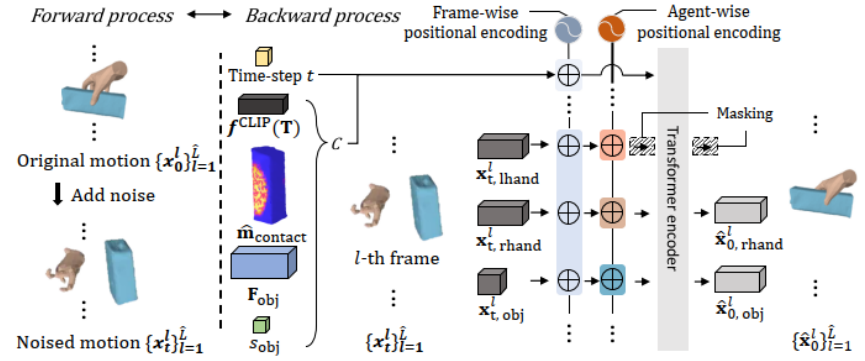 Forward process
Backward process
Frame-wise
positional encoding
Agent-wise
positional encoding
Time-step t
f^CLIP(T)
C
Masking
Original motion {x_0^l}_{l=1}^{L̂}
Add noise
m̂_contact
F_obj
s_obj
Noised motion {x_t^l}_{l=1}^{L̂}
l-th frame
{x_t^l}_{l=1}^{L̂}
x_{t, lhand}^l
x_{t, rhand}^l
x_{t, obj}^l
Transformer encoder
x̂_{0, rhand}^l
x̂_{0, obj}^l
{x̂_0^l}_{l=1}^{L̂}